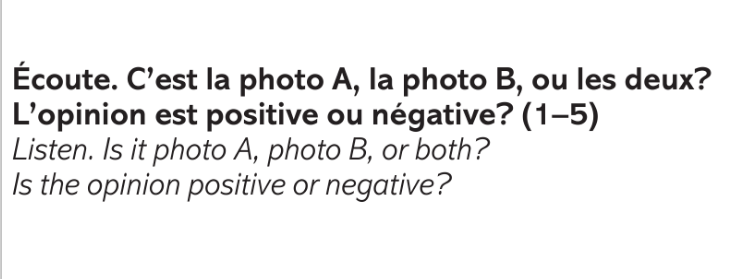 Écoute. C’est la photo A, la photo B, ou les deux?
L’opinion est positive ou négative? (1–5)
Listen. Is it photo A, photo B, or both?
Is the opinion positive or negative?